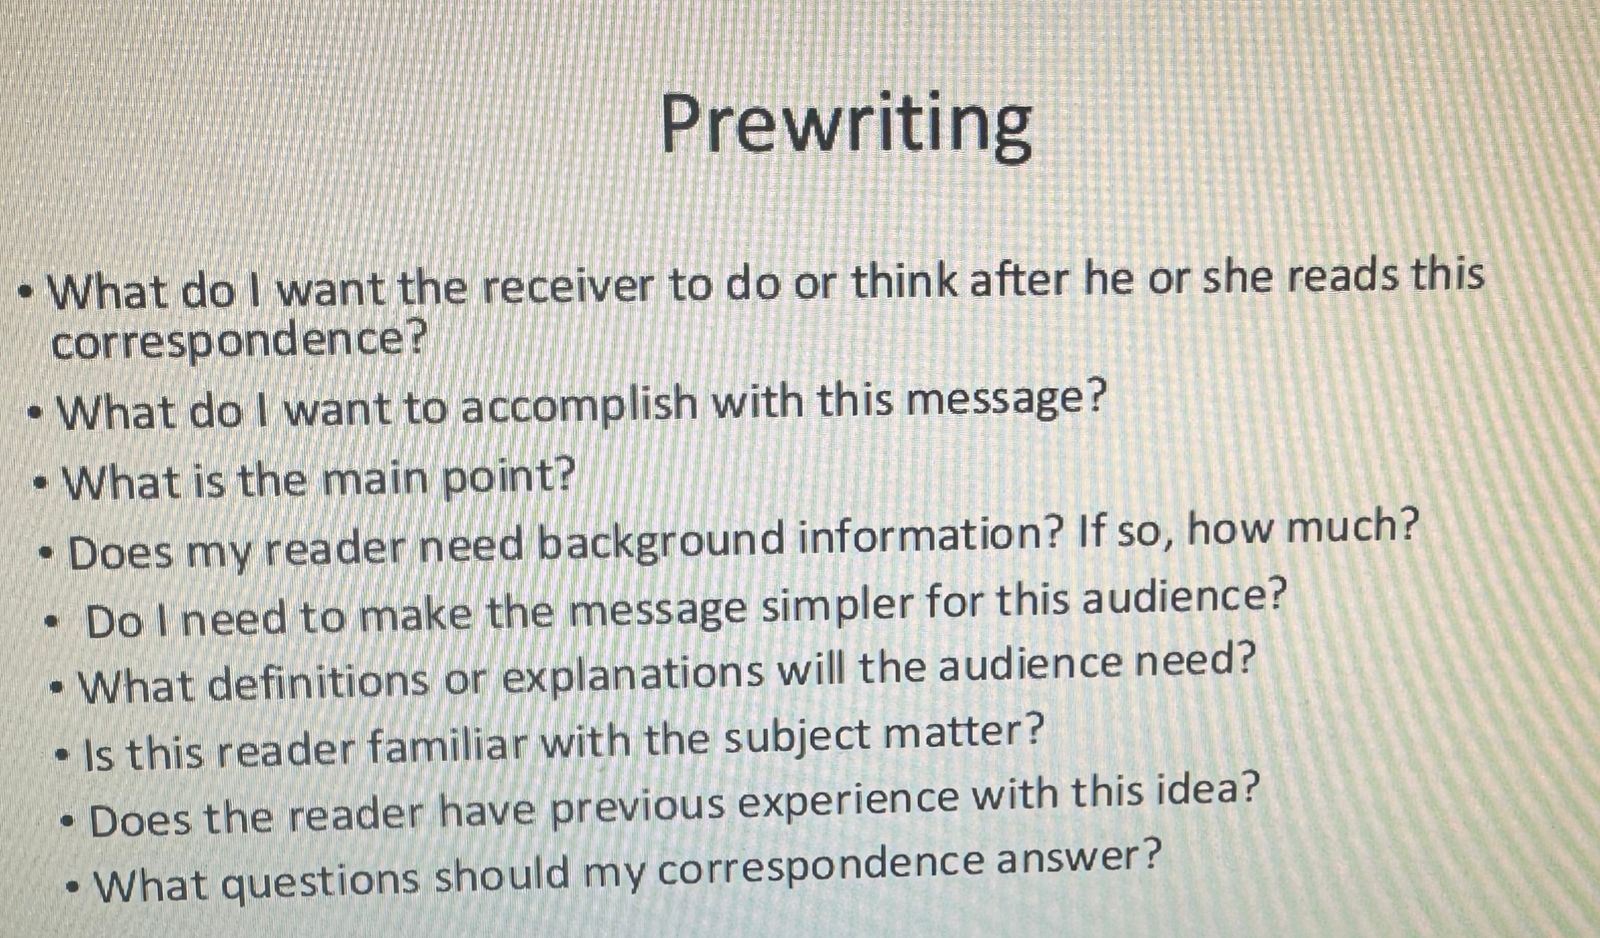 Prewriting
• What do I want the receiver to do or think after he or she reads this
correspondence?
• What do I want to accomplish with this message?
• What is the main point?
• Does my reader need background information? If so, how much?
• Do I need to make the message simpler for this audience?
• What definitions or explanations will the audience need?
• Is this reader familiar with the subject matter?
• Does the reader have previous experience with this idea?
• What questions should my correspondence answer?